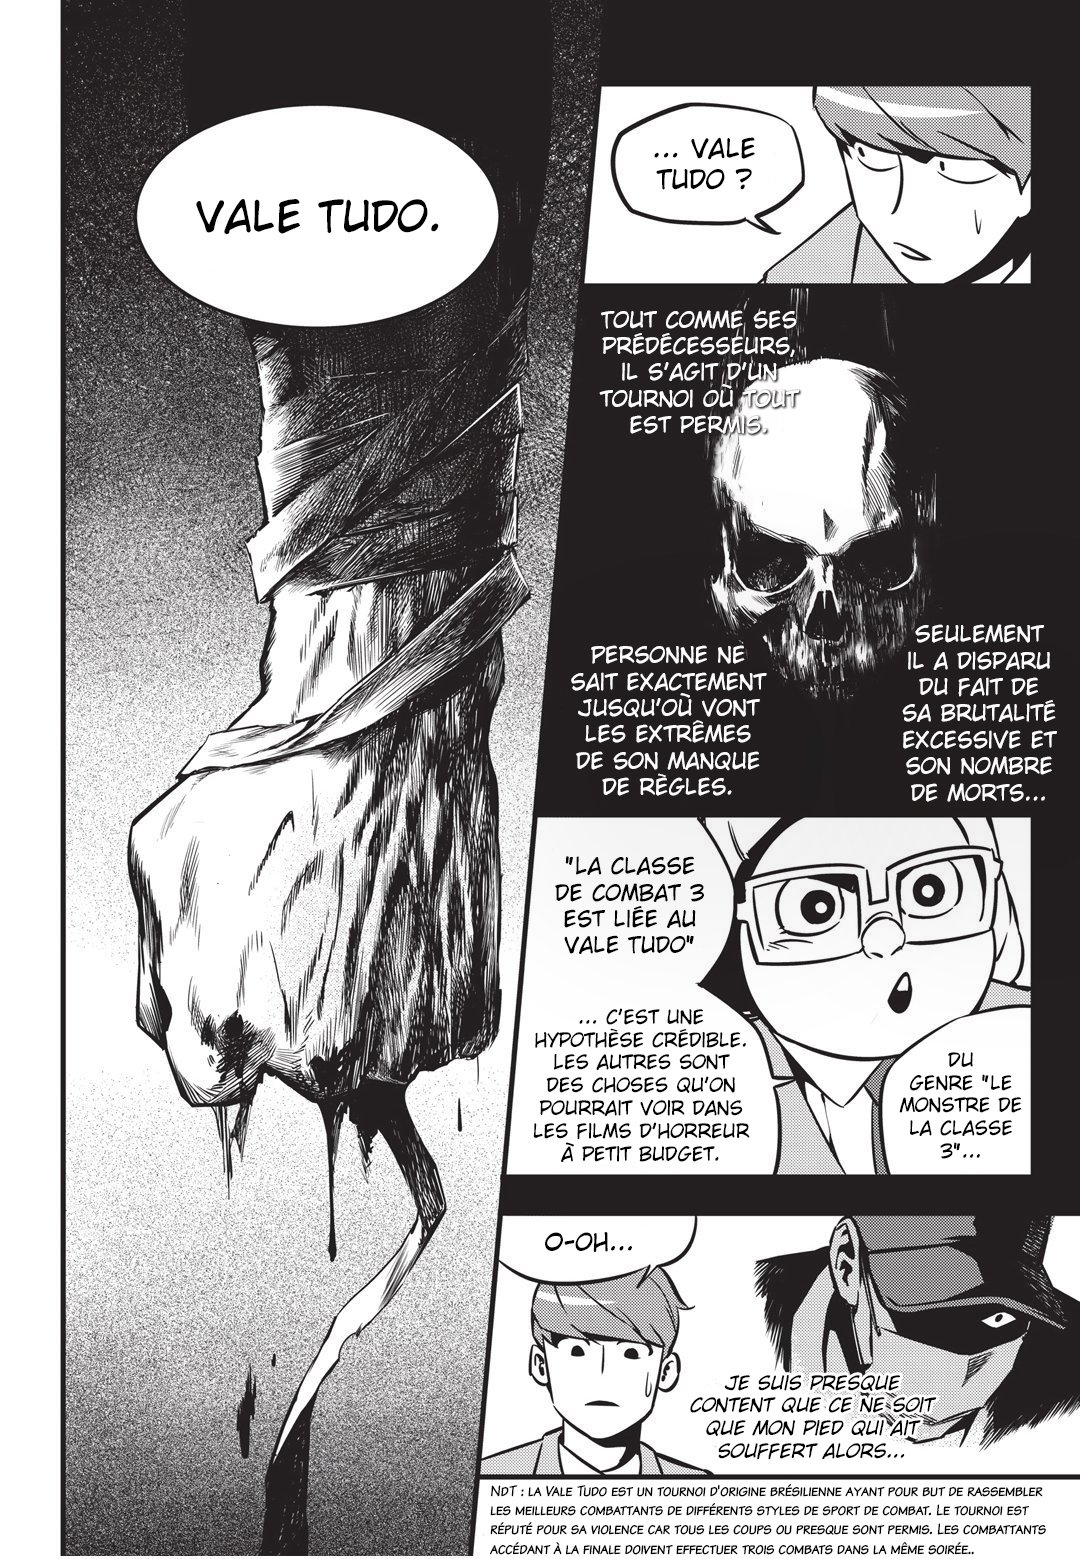 VALE TUDO.
... VALE
TUDO ?
TOUT COMME SES
PRÉDÉCESSEURS,
IL S'AGIT D'UN
TOURNOI OÙ TOUT
EST PERMIS.
PERSONNE NE
SAIT EXACTEMENT
JUSQU'OÙ VONT
LES EXTRÊMES
DE SON MANQUE
DE RÈGLES.
SEULEMENT
IL A DISPARU
DU FAIT DE
SA BRUTALITÉ
EXCESSIVE ET
SON NOMBRE
DE MORTS...
"LA CLASSE
DE COMBAT 3
EST LIÉE AU
VALE TUDO"
... C'EST UNE
HYPOTHÈSE CRÉDIBLE.
LES AUTRES SONT
DES CHOSES QU'ON
POURRAIT VOIR DANS
LES FILMS D'HORREUR
À PETIT BUDGET.
DU
GENRE "LE
MONSTRE DE
LA CLASSE
3"...
O-OH...
JE SUIS PRESQUE
CONTENT QUE CE NE SOIT
QUE MON PIED QUI AIT
SOUFFERT ALORS...
NDT : LA VALE TUDO EST UN TOURNOI D'ORIGINE BRÉSILIENNE AYANT POUR BUT DE RASSEMBLER
LES MEILLEURS COMBATTANTS DE DIFFÉRENTS STYLES DE SPORT DE COMBAT. LE TOURNOI EST
RÉPUTÉ POUR SA VIOLENCE CAR TOUS LES COUPS OU PRESQUE SONT PERMIS. LES COMBATTANTS
ACCÉDANT À LA FINALE DOIVENT EFFECTUER TROIS COMBATS DANS LA MÊME SOIRÉE..